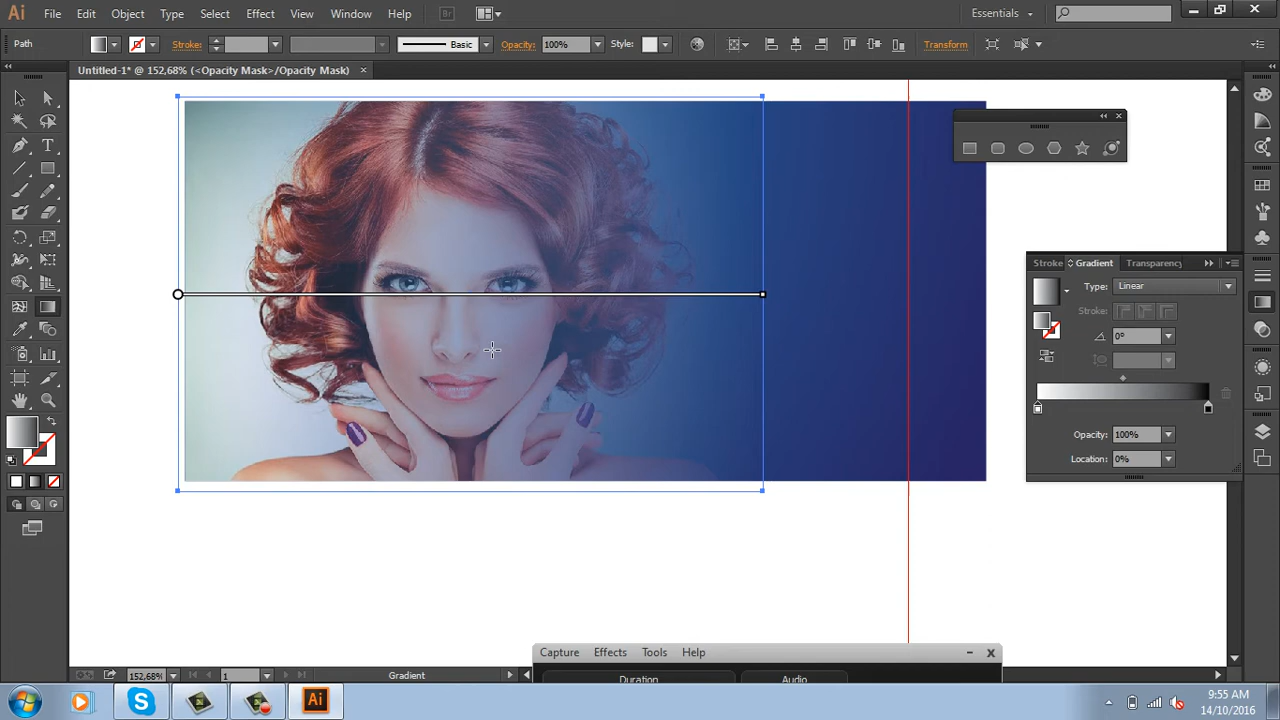 Ai File Edit Object Type Select Effect View Window Help Br Essentials
Path Stroke: Basic Opacity: 100% Style: Transform
Untitled-1* @ 152,68% (<Opacity Mask>/Opacity Mask) ×
Stroke Gradient Transparency
Type: Linear
Stroke:
0°
Opacity: 100%
Location: 0%
152,68% 1 Gradient
Capture Effects Tools Help
Duration Audio
Ai
9:55 AM
14/10/2016